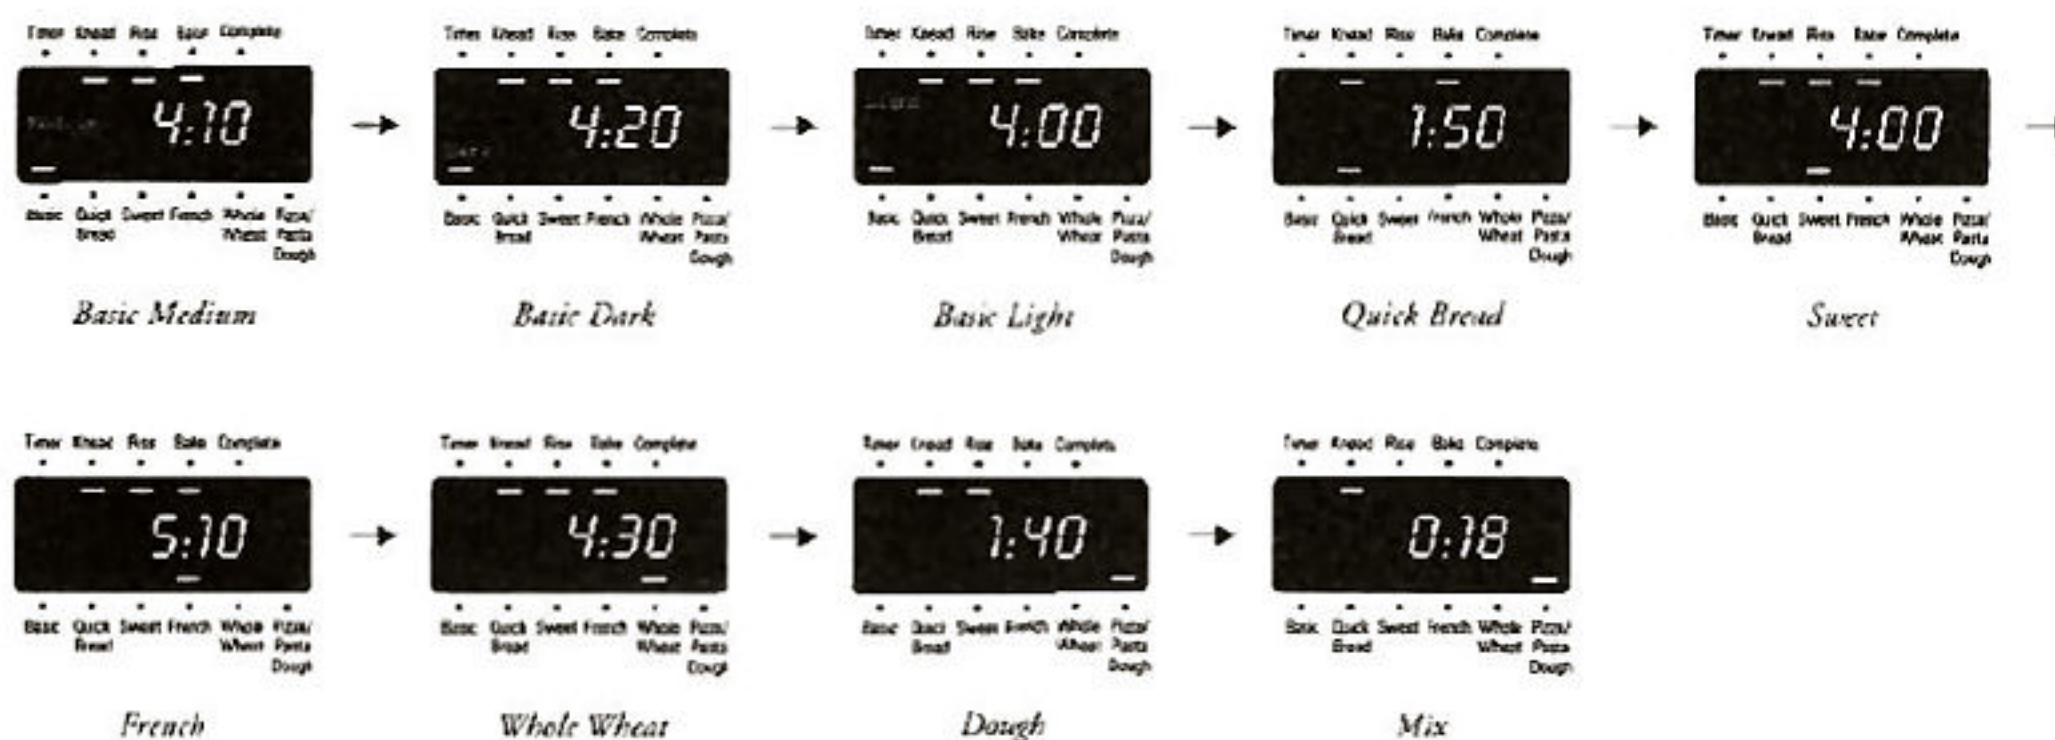 Timer Knead Rise Bake Complete
Medium
4:10
Basic Quick Bread Sweet French Whole Wheat Pizza/ Pasta Dough
Basic Medium
Timer Knead Rise Bake Complete
Dark
4:20
Basic Quick Bread Sweet French Whole Wheat Pizza/ Pasta Dough
Basic Dark
Timer Knead Rise Bake Complete
Light
4:00
Basic Quick Bread Sweet French Whole Wheat Pizza/ Pasta Dough
Basic Light
Timer Knead Rise Bake Complete
1:50
Basic Quick Bread Sweet French Whole Wheat Pizza/ Pasta Dough
Quick Bread
Timer Knead Rise Bake Complete
4:00
Basic Quick Bread Sweet French Whole Wheat Pizza/ Pasta Dough
Sweet
Timer Knead Rise Bake Complete
5:10
Basic Quick Bread Sweet French Whole Wheat Pizza/ Pasta Dough
French
Timer Knead Rise Bake Complete
4:30
Basic Quick Bread Sweet French Whole Wheat Pizza/ Pasta Dough
Whole Wheat
Timer Knead Rise Bake Complete
1:40
Basic Quick Bread Sweet French Whole Wheat Pizza/ Pasta Dough
Dough
Timer Knead Rise Bake Complete
0:18
Basic Quick Bread Sweet French Whole Wheat Pizza/ Pasta Dough
Mix